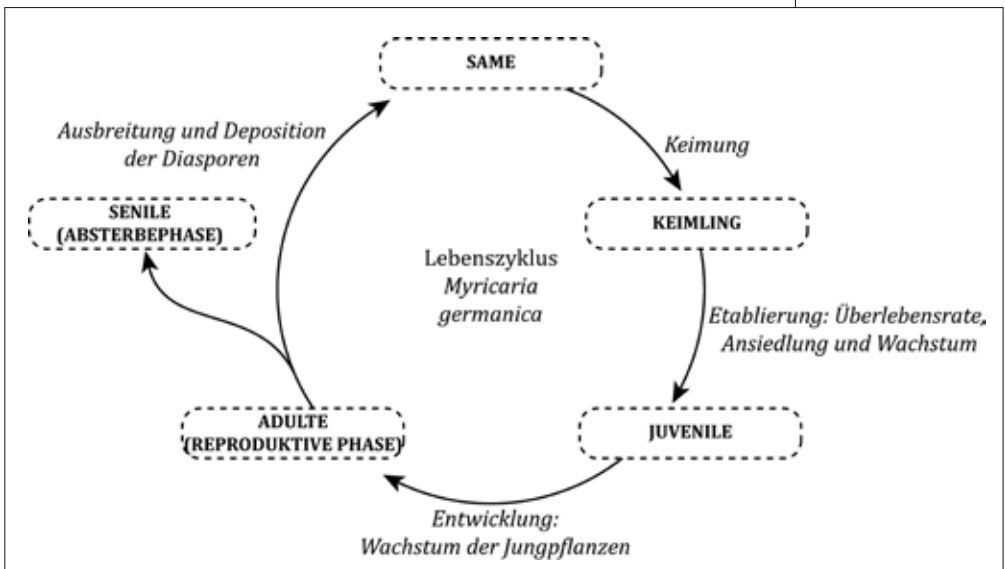 SAME
Ausbreitung und Deposition
der Diasporen
Keimung
SENILE
(ABSTERBEPHASE)
KEIMLING
Lebenszyklus
Myricaria
germanica
Etablierung: Überlebensrate,
Ansiedlung und Wachstum
ADULTE
(REPRODUKTIVE PHASE)
JUVENILE
Entwicklung:
Wachstum der Jungpflanzen